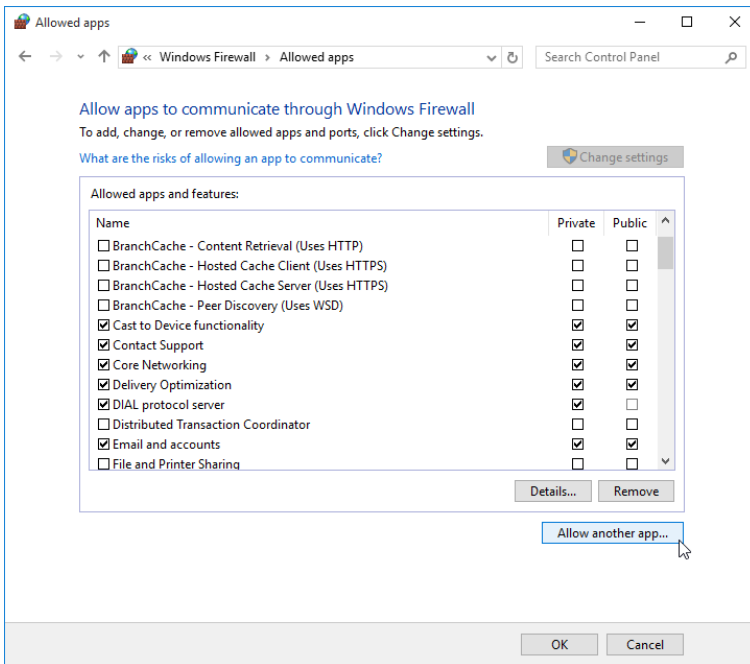 Allowed apps
« Windows Firewall > Allowed apps
Search Control Panel
Allow apps to communicate through Windows Firewall
To add, change, or remove allowed apps and ports, click Change settings.
What are the risks of allowing an app to communicate?
Change settings
Allowed apps and features:
Name Private Public
BranchCache - Content Retrieval (Uses HTTP)
BranchCache - Hosted Cache Client (Uses HTTPS)
BranchCache - Hosted Cache Server (Uses HTTPS)
BranchCache - Peer Discovery (Uses WSD)
Cast to Device functionality
Contact Support
Core Networking
Delivery Optimization
DIAL protocol server
Distributed Transaction Coordinator
Email and accounts
File and Printer Sharing
Details... Remove
Allow another app...
OK Cancel